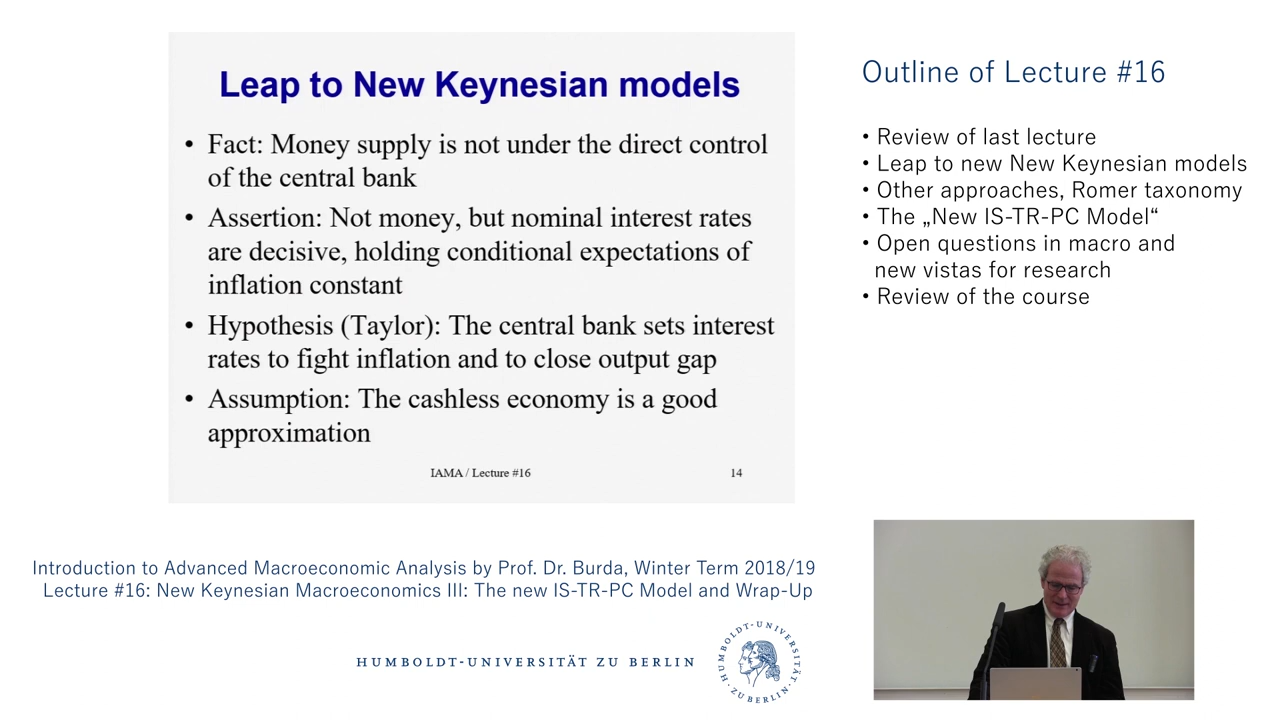 Leap to New Keynesian models
• Fact: Money supply is not under the direct control
of the central bank
• Assertion: Not money, but nominal interest rates
are decisive, holding conditional expectations of
inflation constant
• Hypothesis (Taylor): The central bank sets interest
rates to fight inflation and to close output gap
• Assumption: The cashless economy is a good
approximation
IAMA / Lecture #16
14
Outline of Lecture #16
• Review of last lecture
• Leap to new New Keynesian models
• Other approaches, Romer taxonomy
• The „New IS-TR-PC Model“
• Open questions in macro and
new vistas for research
• Review of the course
Introduction to Advanced Macroeconomic Analysis by Prof. Dr. Burda, Winter Term 2018/19
Lecture #16: New Keynesian Macroeconomics III: The new IS-TR-PC Model and Wrap-Up
HUMBOLDT-UNIVERSITÄT ZU BERLIN
HUMBOLDT-UNIVERSITÄT
ZU BERLIN